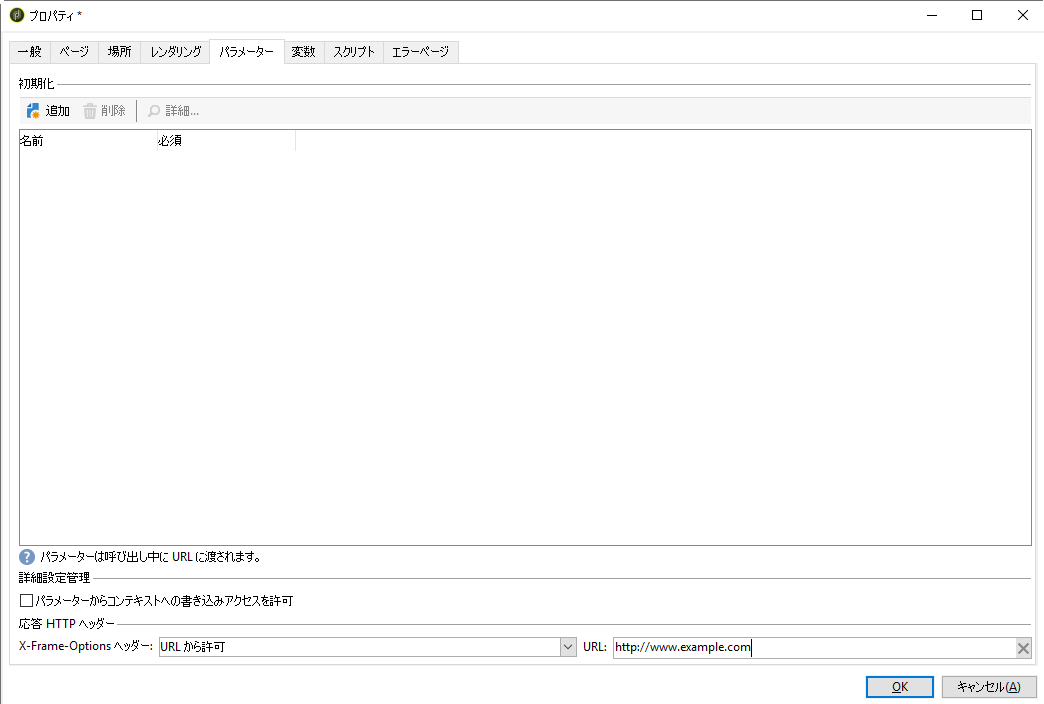 プロパティ *
一般 ページ 場所 レンダリング パラメーター 変数 スクリプト エラーページ
初期化
追加 削除 詳細...
名前 必須
? パラメーターは呼び出し中に URL に渡されます。
詳細設定管理
パラメーターからコンテキストへの書き込みアクセスを許可
応答 HTTP ヘッダー
X-Frame-Options ヘッダー: URL から許可 URL: http://www.example.com
OK キャンセル(A)